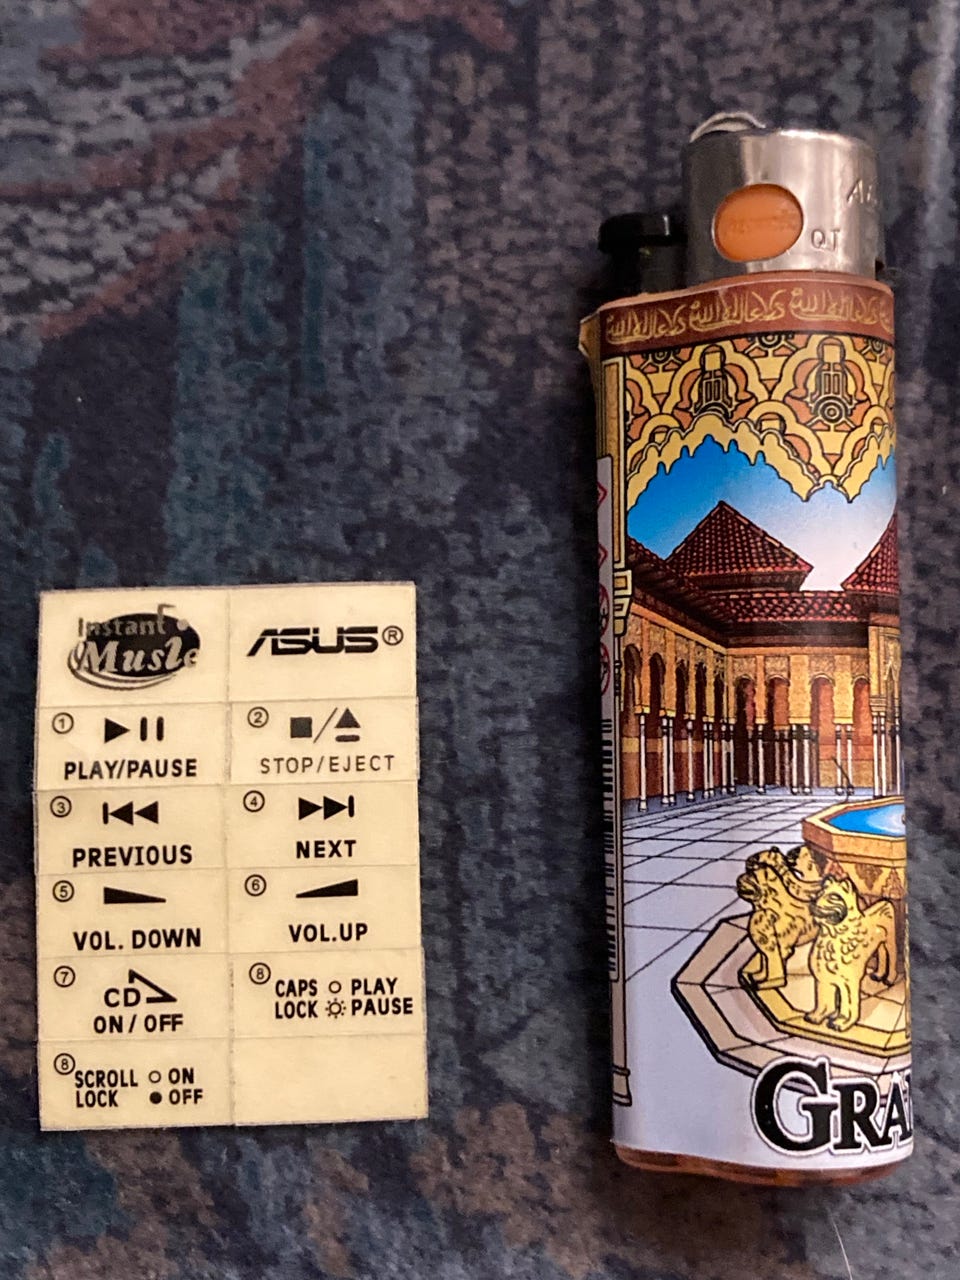 Instant
Music
ASUS®
① PLAY/PAUSE
② STOP/EJECT
③ PREVIOUS
④ NEXT
⑤ VOL. DOWN
⑥ VOL.UP
⑦ CD
ON / OFF
⑧ CAPS ○ PLAY
LOCK ☼ PAUSE
⑧ SCROLL ○ ON
LOCK ● OFF
QT
GRA